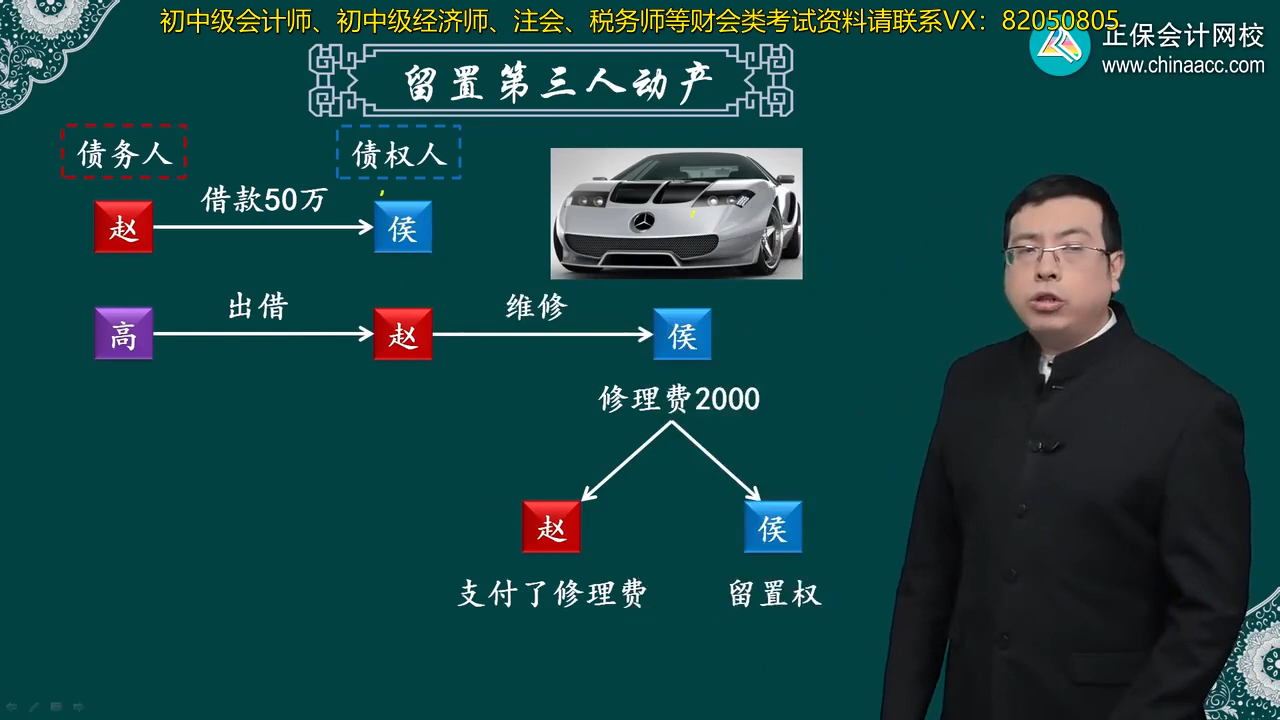 初中级会计师、初中级经济师、注会、税务师等财会类考试资料请联系VX：82050805
正保会计网校
www.chinaacc.com
留置第三人动产
债务人
债权人
借款50万
赵
侯
出借
维修
高
赵
侯
修理费2000
赵
侯
支付了修理费
留置权